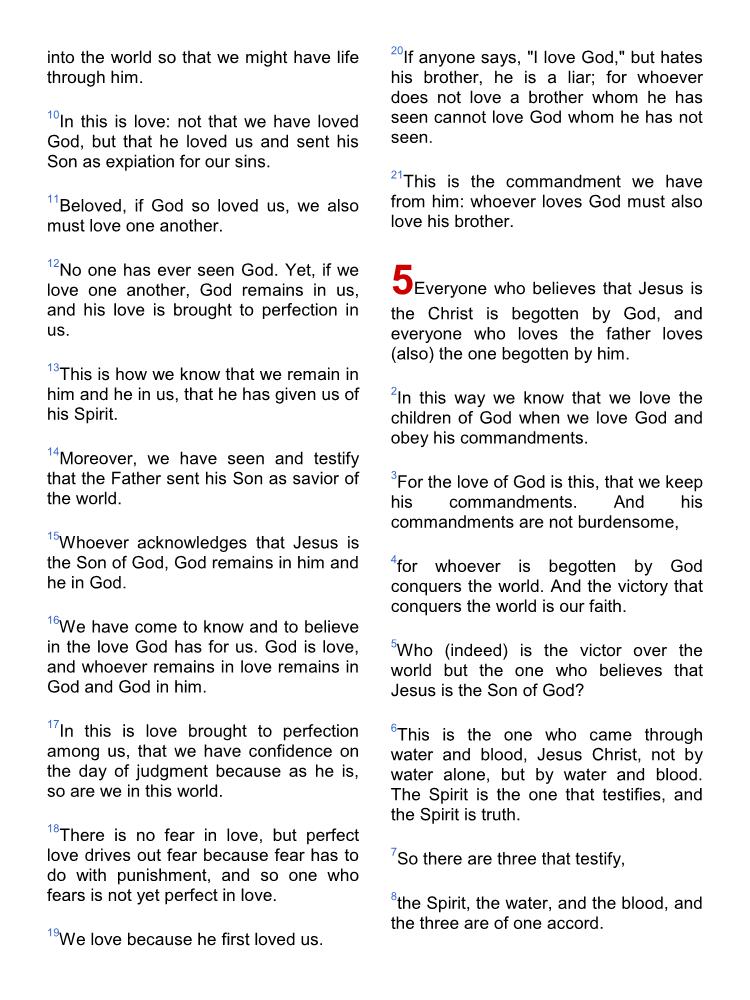 into the world so that we might have life
through him.
10In this is love: not that we have loved
God, but that he loved us and sent his
Son as expiation for our sins.
11Beloved, if God so loved us, we also
must love one another.
12No one has ever seen God. Yet, if we
love one another, God remains in us,
and his love is brought to perfection in
us.
13This is how we know that we remain in
him and he in us, that he has given us of
his Spirit.
14Moreover, we have seen and testify
that the Father sent his Son as savior of
the world.
15Whoever acknowledges that Jesus is
the Son of God, God remains in him and
he in God.
16We have come to know and to believe
in the love God has for us. God is love,
and whoever remains in love remains in
God and God in him.
17In this is love brought to perfection
among us, that we have confidence on
the day of judgment because as he is,
so are we in this world.
18There is no fear in love, but perfect
love drives out fear because fear has to
do with punishment, and so one who
fears is not yet perfect in love.
19We love because he first loved us.
20If anyone says, "I love God," but hates
his brother, he is a liar; for whoever
does not love a brother whom he has
seen cannot love God whom he has not
seen.
21This is the commandment we have
from him: whoever loves God must also
love his brother.
5Everyone who believes that Jesus is
the Christ is begotten by God, and
everyone who loves the father loves
(also) the one begotten by him.
2In this way we know that we love the
children of God when we love God and
obey his commandments.
3For the love of God is this, that we keep
his commandments. And his
commandments are not burdensome,
4for whoever is begotten by God
conquers the world. And the victory that
conquers the world is our faith.
5Who (indeed) is the victor over the
world but the one who believes that
Jesus is the Son of God?
6This is the one who came through
water and blood, Jesus Christ, not by
water alone, but by water and blood.
The Spirit is the one that testifies, and
the Spirit is truth.
7So there are three that testify,
8the Spirit, the water, and the blood, and
the three are of one accord.